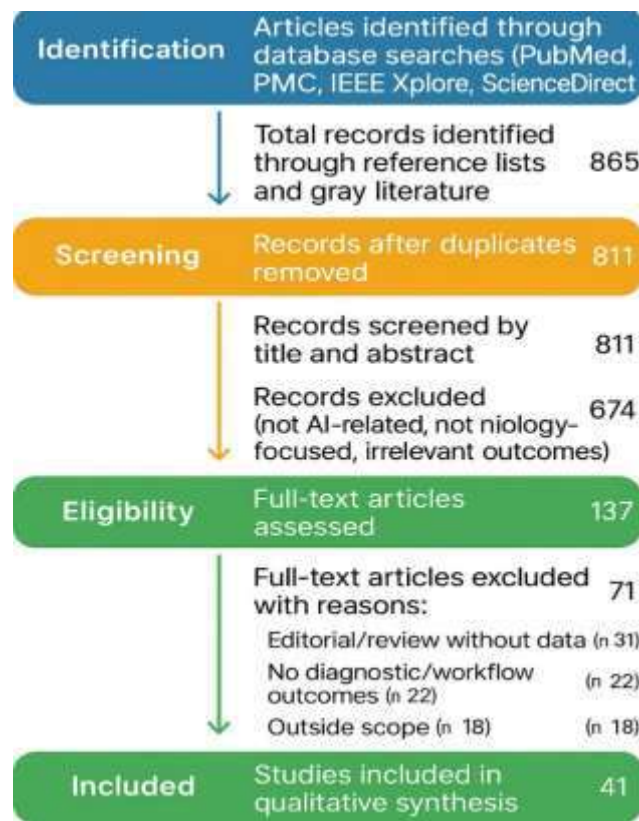 Identification
Articles identified through
database searches (PubMed,
PMC, IEEE Xplore, ScienceDirect
Total records identified
through reference lists
and gray literature
865
Screening
Records after duplicates
removed
811
Records screened by
title and abstract
811
Records excluded
(not AI-related, not niology-
focused, irrelevant outcomes)
674
Eligibility
Full-text articles
assessed
137
Full-text articles excluded
with reasons:
71
Editorial/review without data (n 31)
No diagnostic/workflow
outcomes (n 22)
(n 22)
Outside scope (n 18)
(n 18)
Included
Studies included in
qualitative synthesis
41